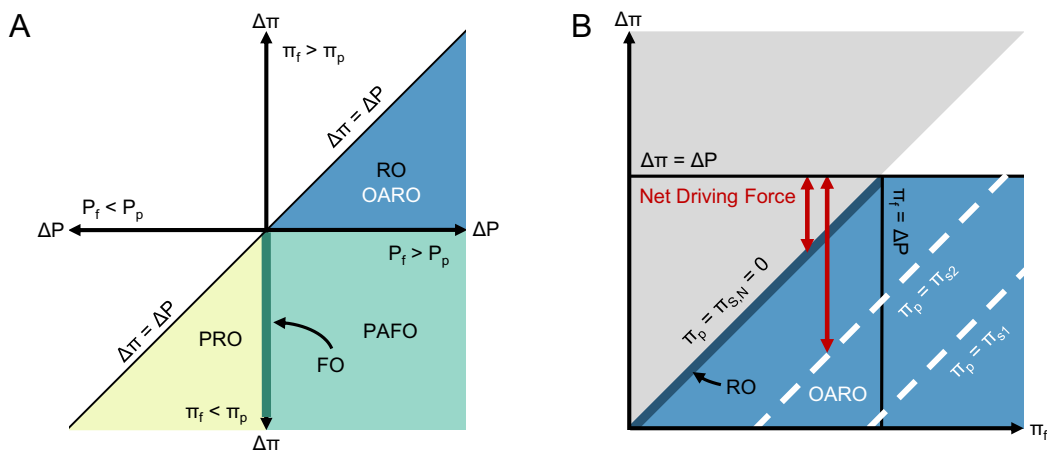 A
Δπ
π_f > π_p
Δπ = ΔP
RO
OARO
P_f < P_p
ΔP
ΔP
P_f > P_p
Δπ = ΔP
PRO
PAFO
FO
π_f < π_p
Δπ
B
Δπ
Δπ = ΔP
Net Driving Force
π_f = ΔP
π_p = π_S,N = 0
π_p = π_s2
π_p = π_s1
RO
OARO
π_f